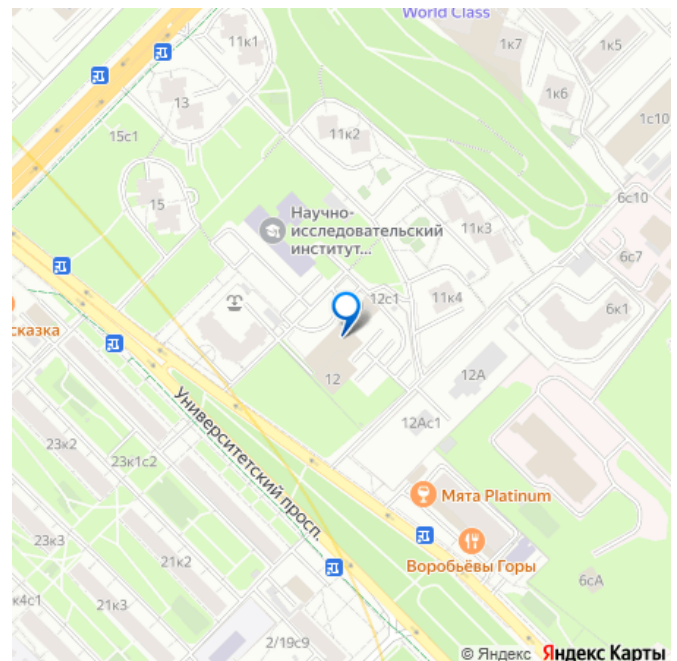 World Class
11к1
1к7
1к5
13
1к6
1с10
15с1
11к2
15
6с10
Научно-
исследовательский
институт...
11к3
6с7
12с1
11к4
6к1
сказка
12
12А
Университетский просп.
12Ас1
23к2
23к1с2
Мята Platinum
23к3
21к2
Воробьёвы Горы
6сА
к4с1
21к3
2/19с9
© Яндекс Яндекс Карты